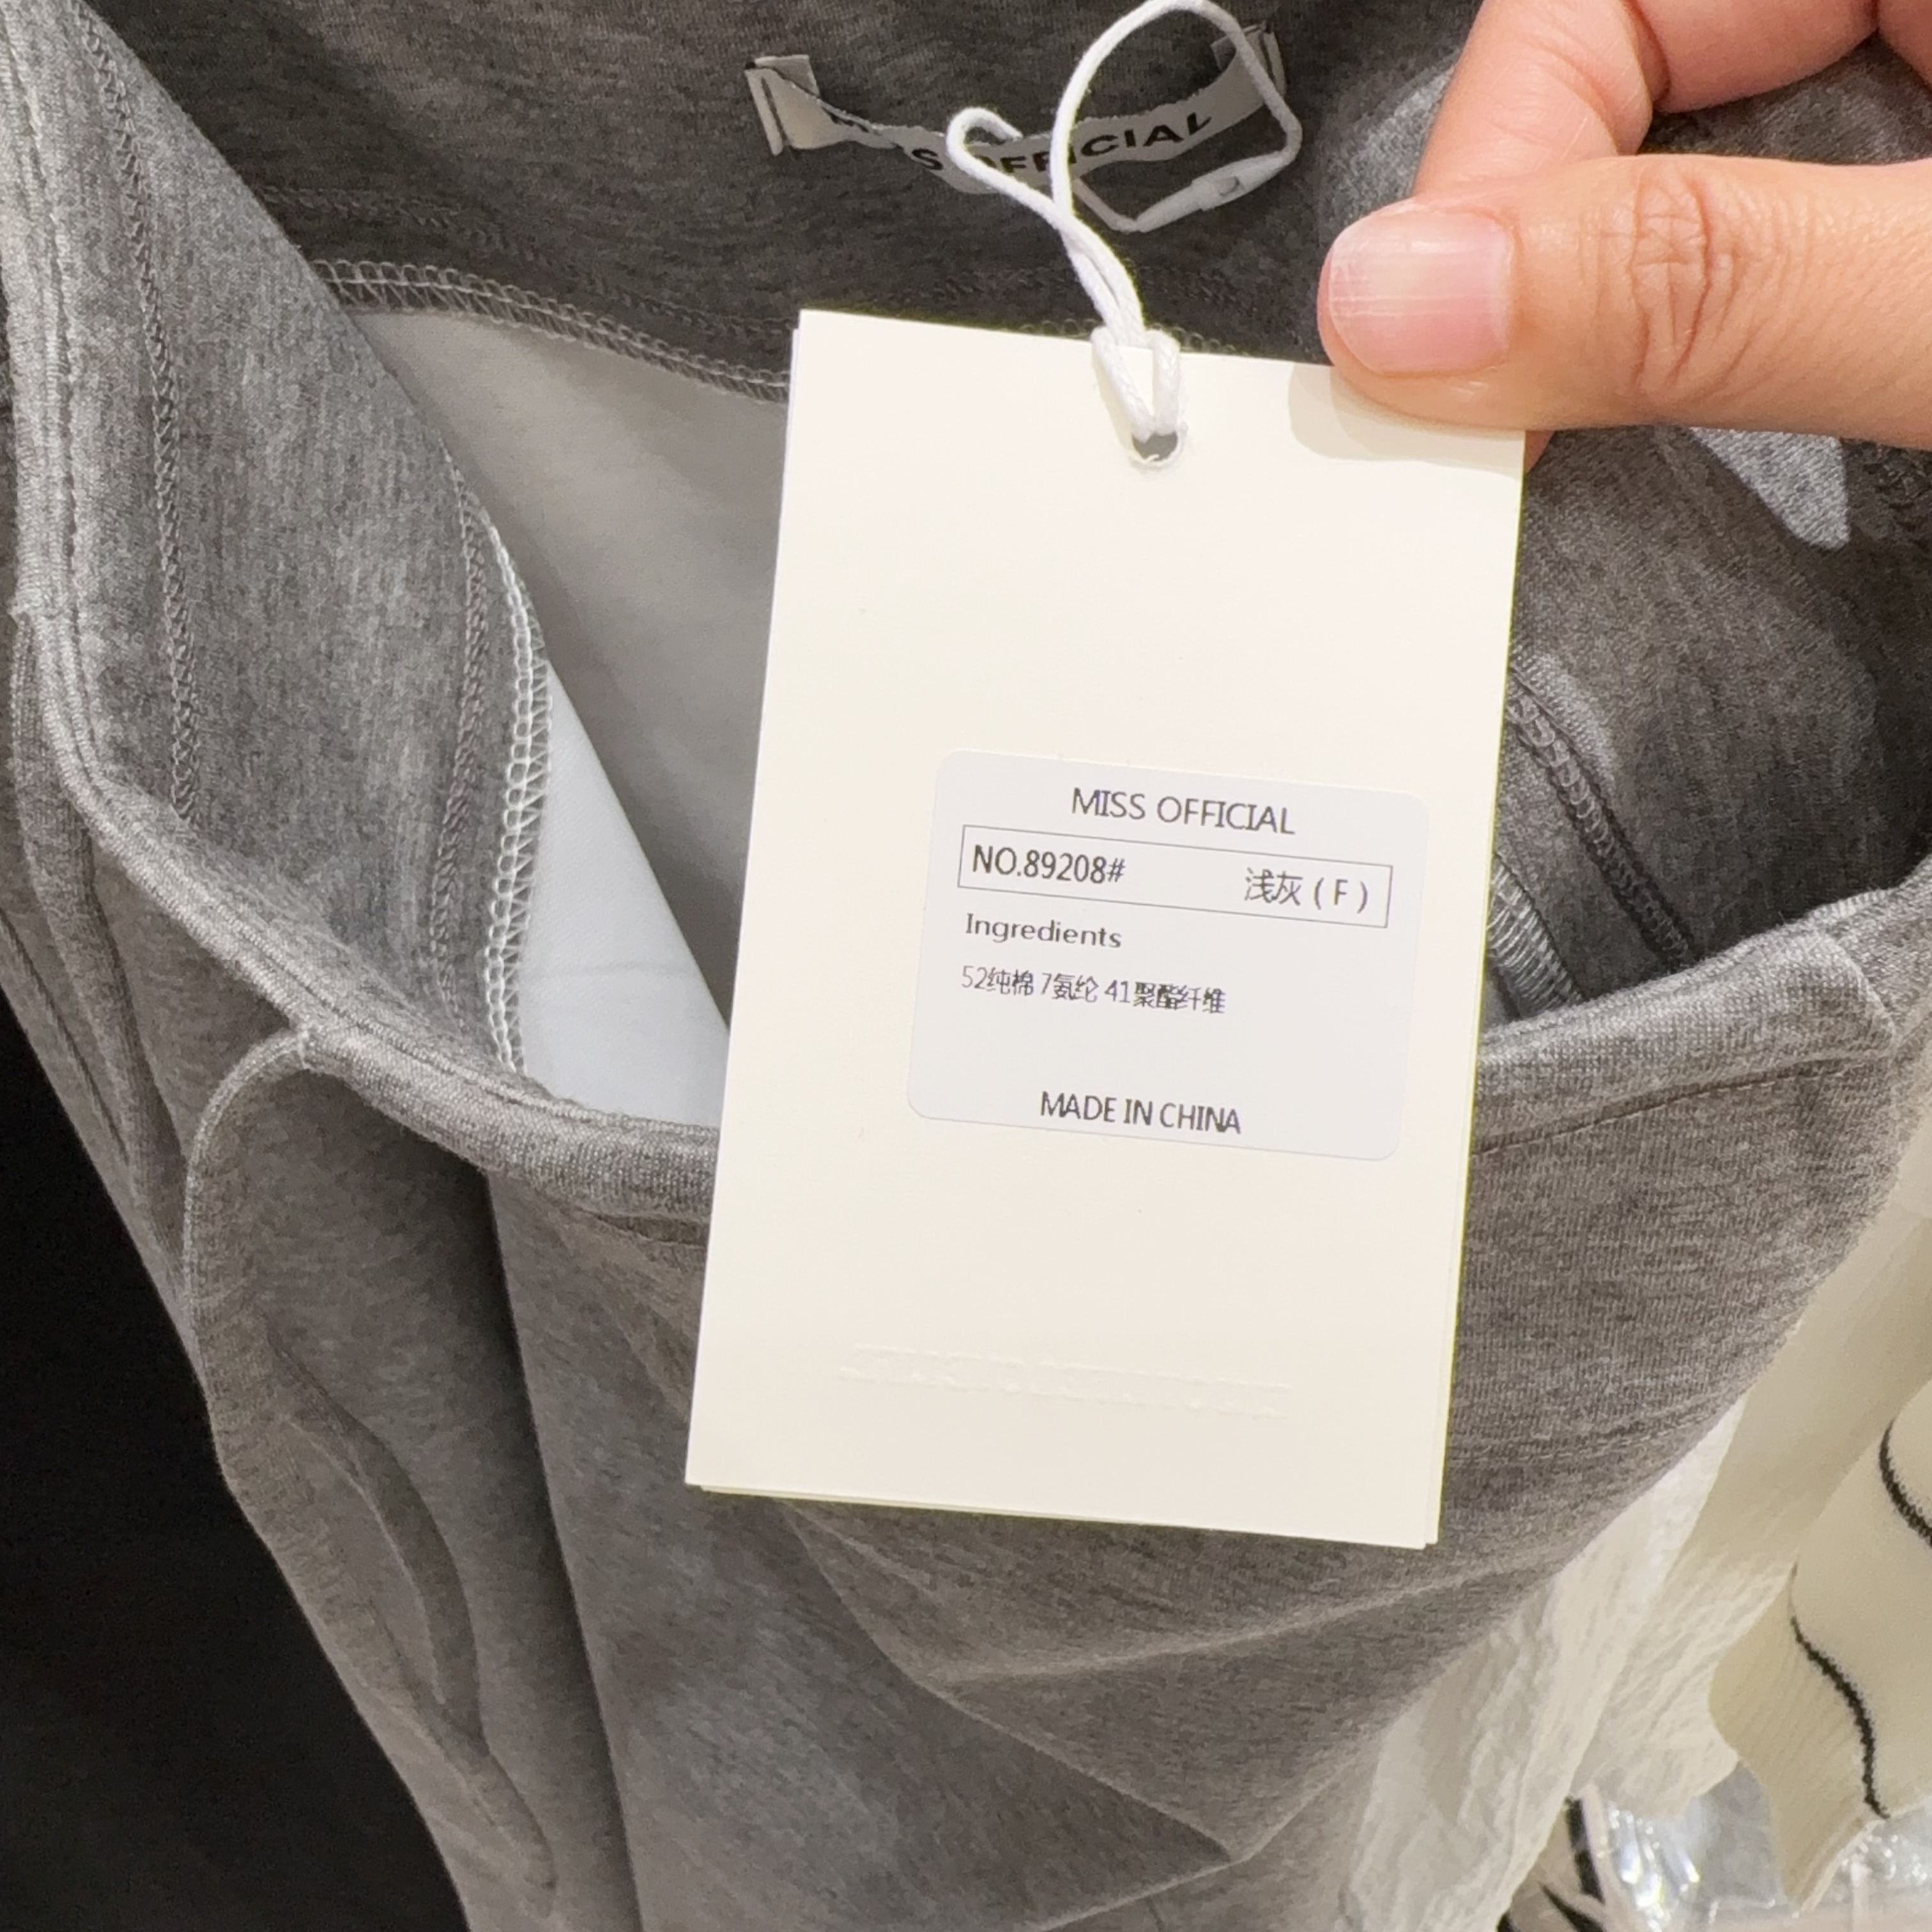 OFFICIAL
MISS OFFICIAL
NO.89208# 浅灰 ( F )
Ingredients
52纯棉 7氨纶 41聚酯纤维
MADE IN CHINA